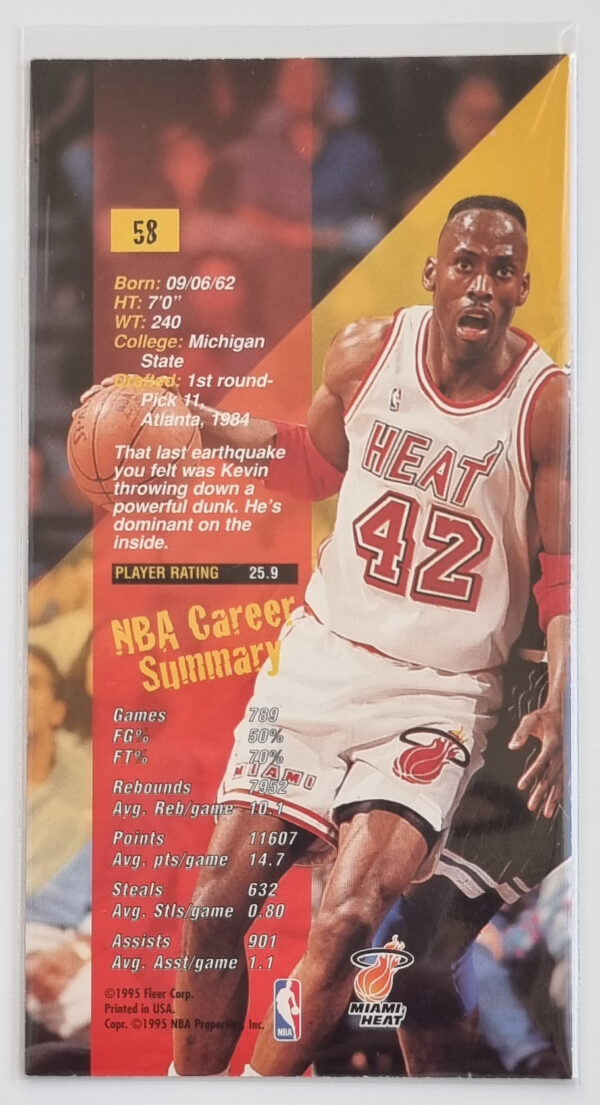 58
Born: 09/06/62
HT: 7'0"
WT: 240
College: Michigan
State
Drafted: 1st round-
Pick 11,
Atlanta, 1984
That last earthquake
you felt was Kevin
throwing down a
powerful dunk. He's
dominant on the
inside.
PLAYER RATING 25.9
NBA Career
Summary
Games 789
FG% 50%
FT% 70%
Rebounds 7952
Avg. Reb/game 10.1
Points 11607
Avg. pts/game 14.7
Steals 632
Avg. Stls/game 0.80
Assists 901
Avg. Asst/game 1.1
©1995 Fleer Corp.
Printed in USA.
Copr. ©1995 NBA Properties, Inc.
NBA
MIAMI
HEAT
HEAT
42
MIAMI